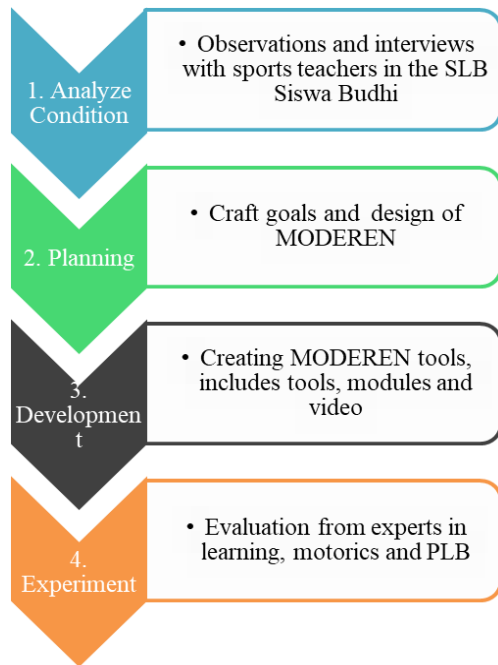 1. Analyze
Condition
• Observations and interviews
with sports teachers in the SLB
Siswa Budhi
2. Planning
• Craft goals and design of
MODEREN
3.
Developmen
t
• Creating MODEREN tools,
includes tools, modules and
video
4.
Experiment
• Evaluation from experts in
learning, motorics and PLB